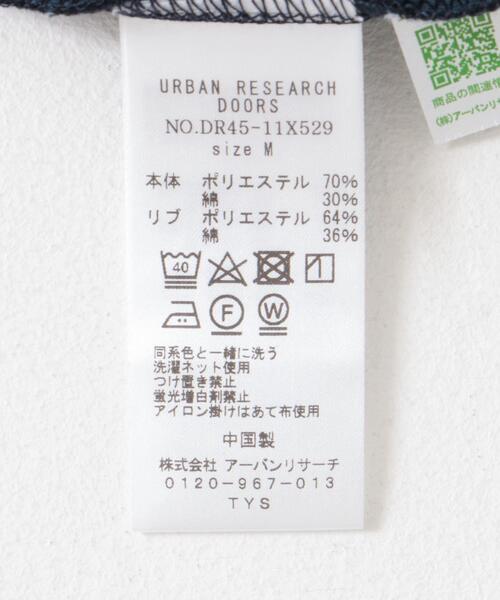 URBAN RESEARCH
DOORS
NO.DR45-11X529
size M
本体 ポリエステル 70%
綿 30%
リブ ポリエステル 64%
綿 36%
40
F W
同系色と一緒に洗う
洗濯ネット使用
つけ置き禁止
蛍光増白剤禁止
アイロン掛けはあて布使用
中国製
株式会社 アーバンリサーチ
0120-967-013
TYS
商品の関連情
(株)アーバンリサ